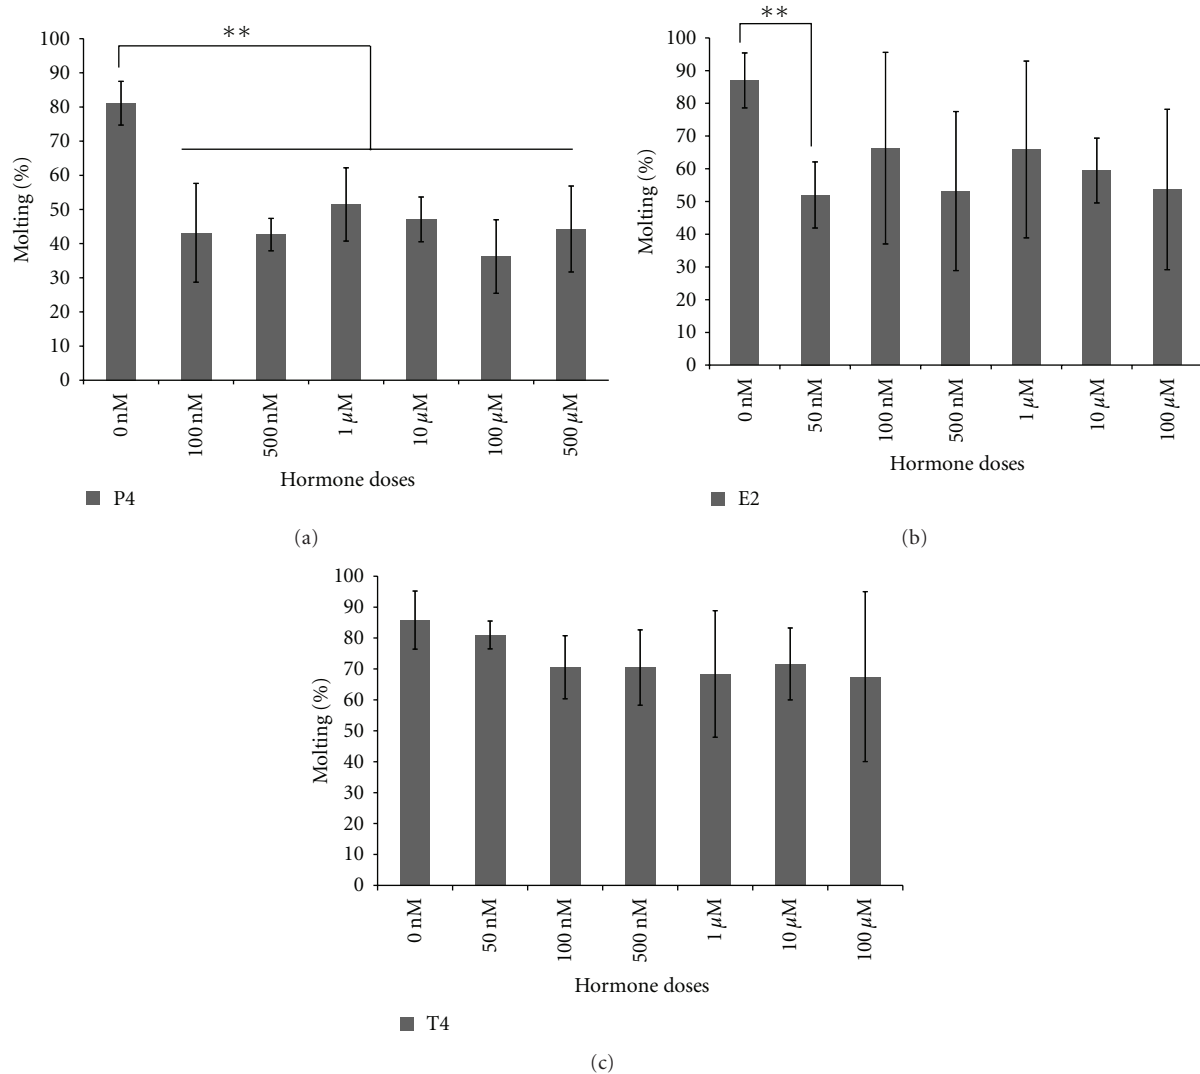 **
100
90
80
70
60
50
40
30
20
10
0
Molting (%)
0 nM
100 nM
500 nM
1 µM
10 µM
100 µM
500 µM
Hormone doses
P4
(a)
**
100
90
80
70
60
50
40
30
20
10
0
Molting (%)
0 nM
50 nM
100 nM
500 nM
1 µM
10 µM
100 µM
Hormone doses
E2
(b)
100
90
80
70
60
50
40
30
20
10
0
Molting (%)
0 nM
50 nM
100 nM
500 nM
1 µM
10 µM
100 µM
Hormone doses
T4
(c)